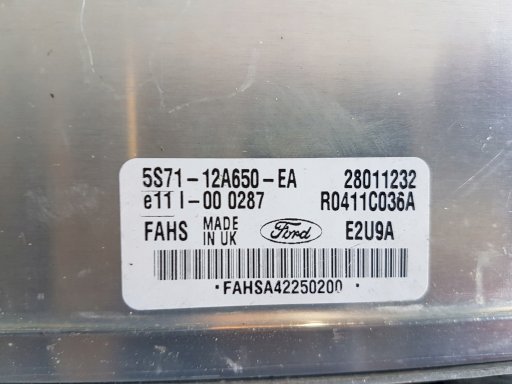 5S71-12A650-EA 28011232
e11 I-00 0287 R0411C036A
FAHS MADE IN UK Ford E2U9A
·FAHSA42250200·